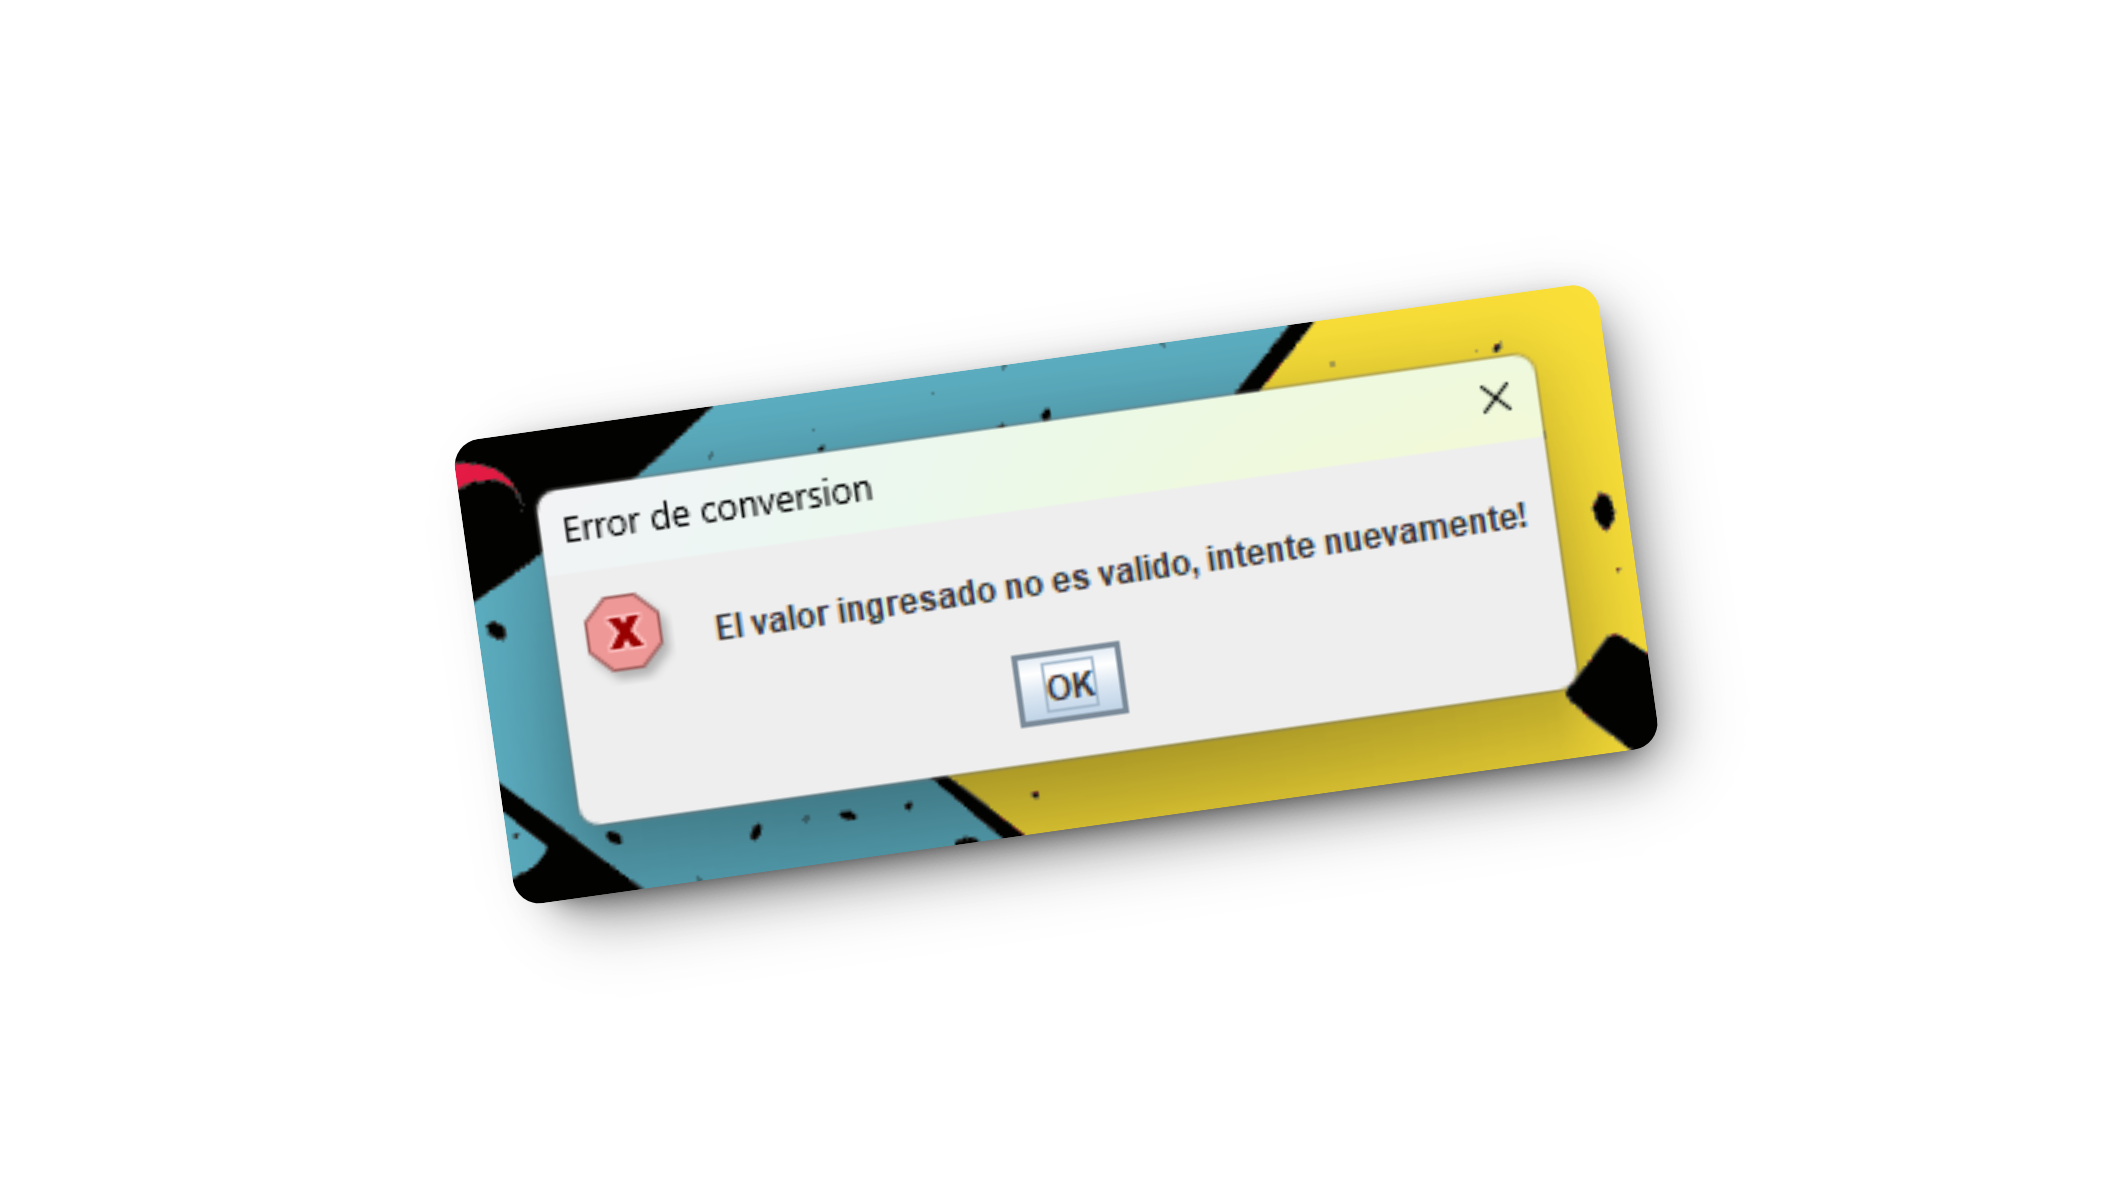 Error de conversion
El valor ingresado no es valido, intente nuevamente!
OK